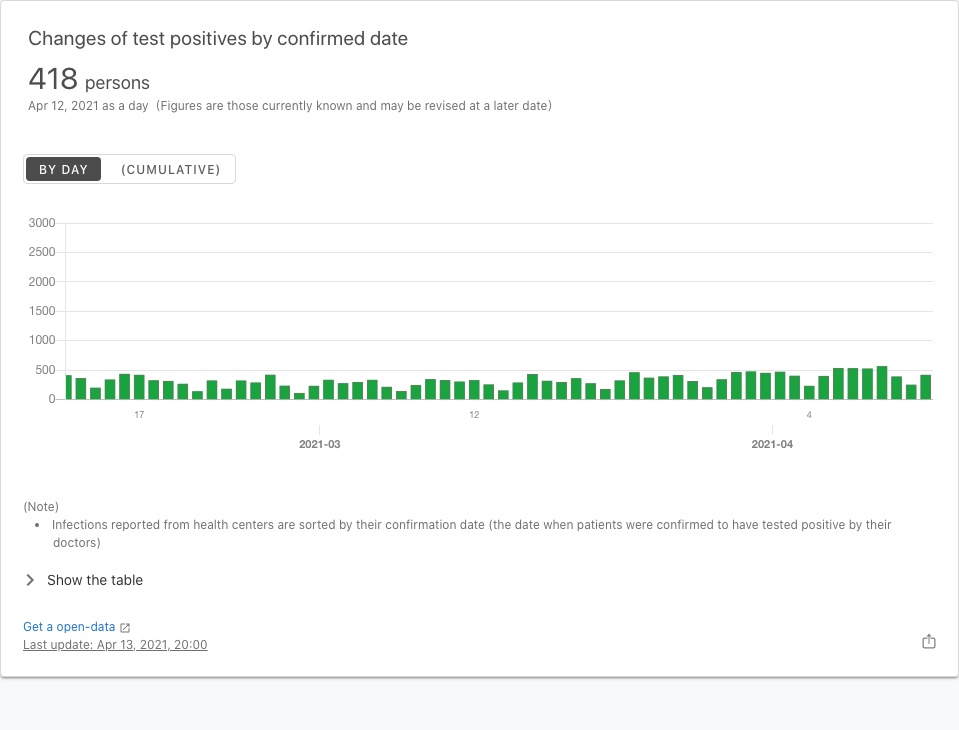 Changes of test positives by confirmed date
418 persons
Apr 12, 2021 as a day (Figures are those currently known and may be revised at a later date)
BY DAY (CUMULATIVE)
3000
2500
2000
1500
1000
500
0
17 12 4
2021-03 2021-04
(Note)
• Infections reported from health centers are sorted by their confirmation date (the date when patients were confirmed to have tested positive by their
doctors)
Show the table
Get a open-data
Last update: Apr 13, 2021, 20:00